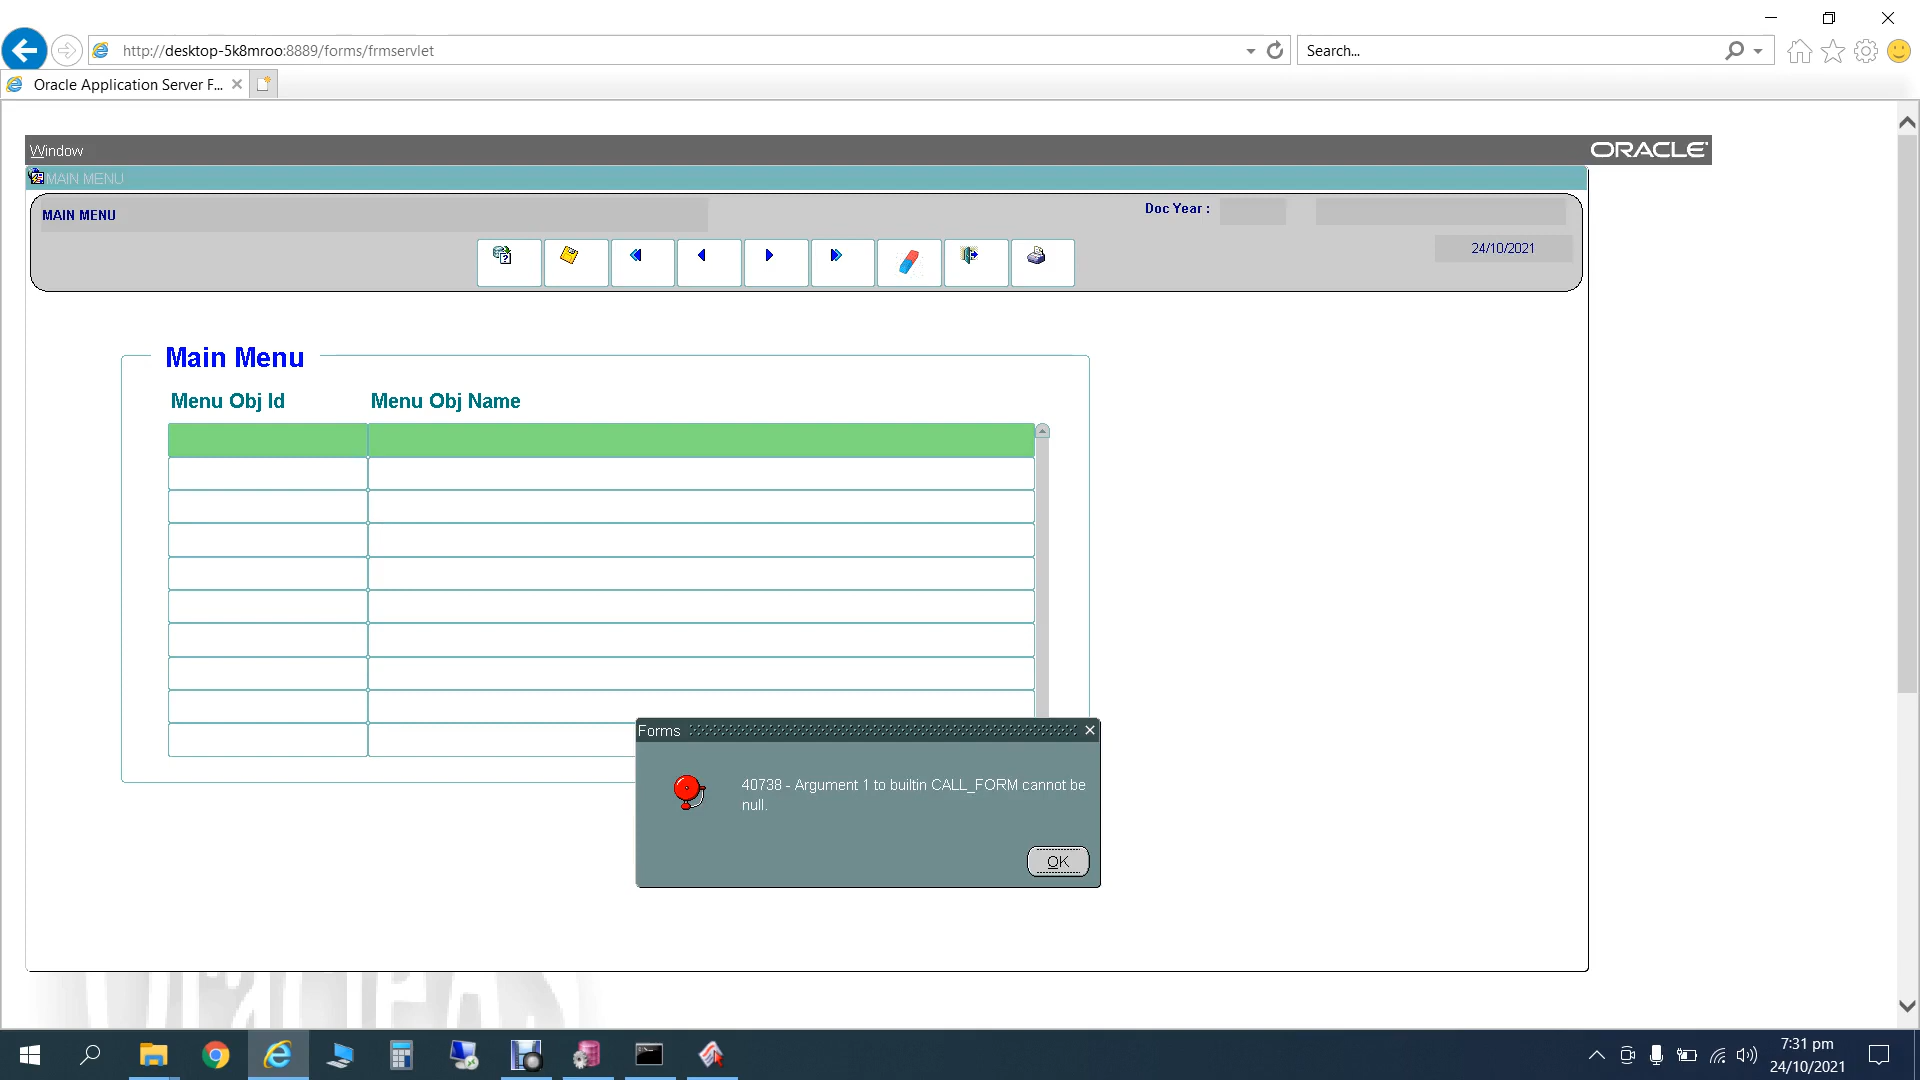 http://desktop-5k8mroo:8889/forms/frmservlet
Search...
Oracle Application Server F...
Window
ORACLE
MAIN MENU
MAIN MENU
Doc Year :
24/10/2021
Main Menu
Menu Obj Id
Menu Obj Name
Forms
40738 - Argument 1 to builtin CALL_FORM cannot be
null.
OK
7:31 pm
24/10/2021